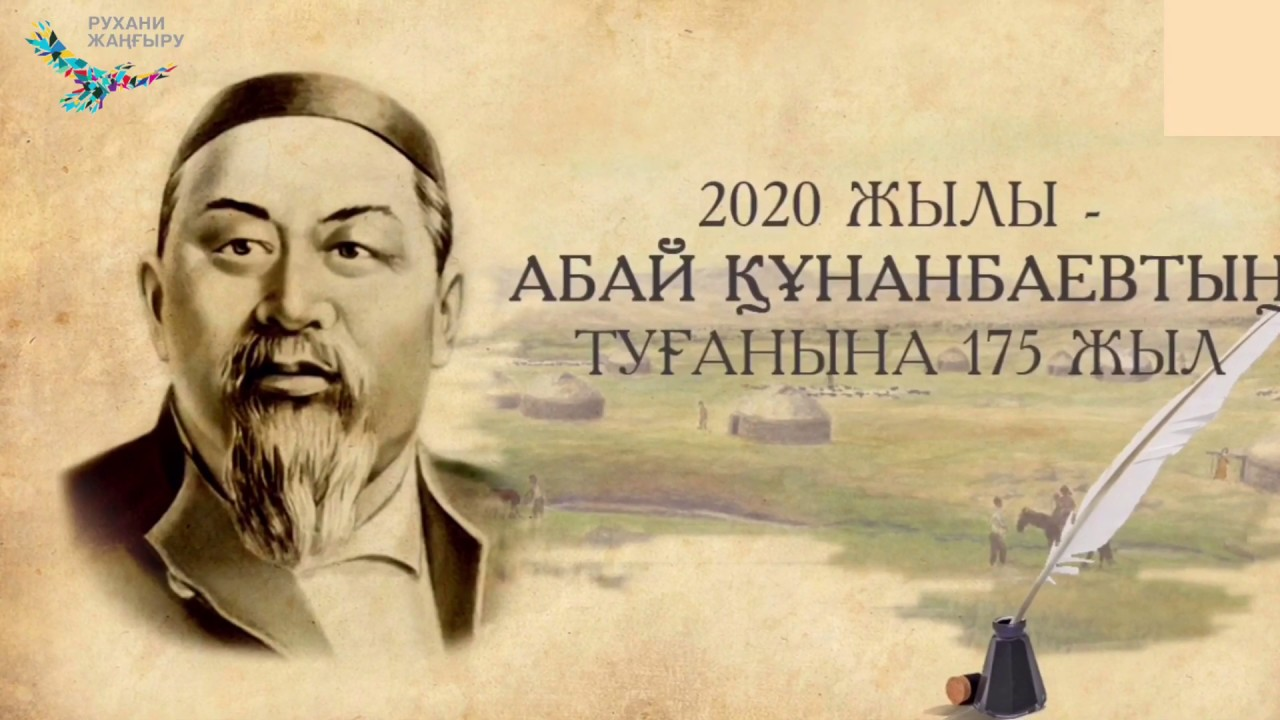 РУХАНИ
ЖАҢҒЫРУ
2020 ЖЫЛЫ -
АБАЙ ҚҰНАНБАЕВТЫҢ
ТУҒАНЫНА 175 ЖЫЛ